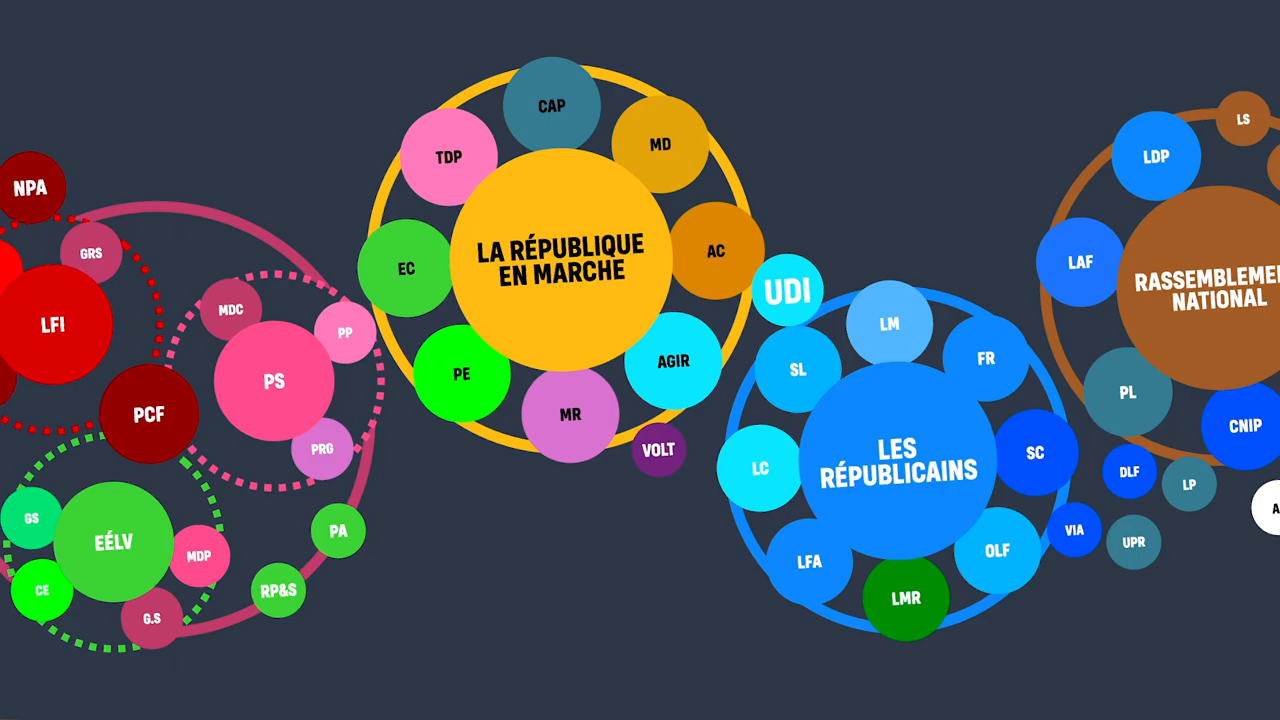 NPA
GRS
LFI
MDC
PP
PS
PCF
PRG
GS
EÉLV
MDP
CE
G.S
PA
RP&S
CAP
TDP
MD
EC
LA RÉPUBLIQUE
EN MARCHE
AC
PE
AGIR
MR
VOLT
UDI
LM
SL
FR
LES
RÉPUBLICAINS
LC
SC
LFA
OLF
LMR
VIA
LS
LDP
LAF
RASSEMBLEME
NATIONAL
PL
CNIP
DLF
LP
UPR
A